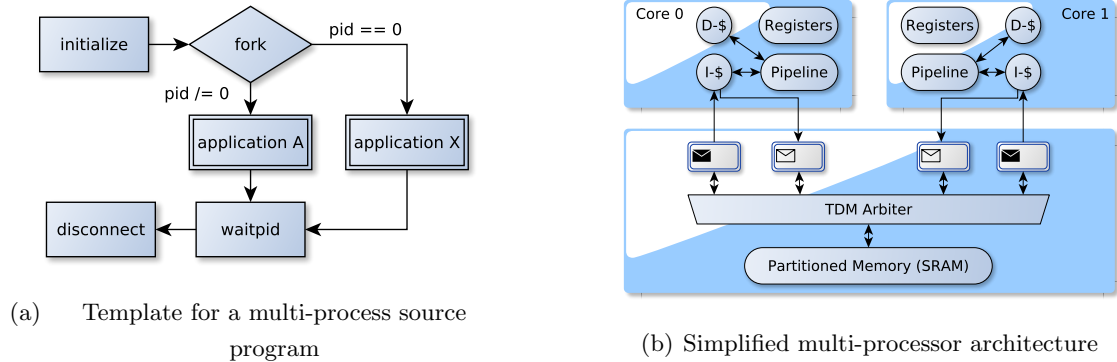 initialize
fork
pid == 0
pid /= 0
application A
application X
disconnect
waitpid
(a) Template for a multi-process source
program
Core 0
D-$
Registers
I-$
Pipeline
Registers
D-$
Core 1
Pipeline
I-$
TDM Arbiter
Partitioned Memory (SRAM)
(b) Simplified multi-processor architecture